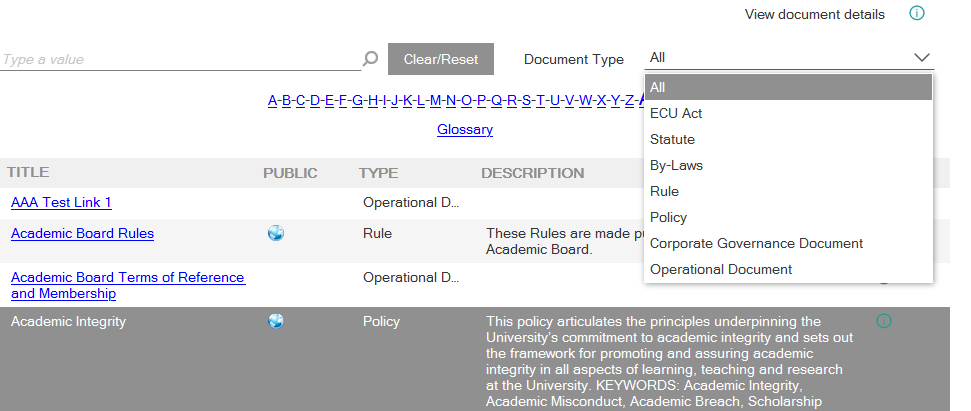 View document details
Type a value
Clear/Reset
Document Type
All
A-B-C-D-E-F-G-H-I-J-K-L-M-N-O-P-Q-R-S-T-U-V-W-X-Y-Z-
Glossary
All
ECU Act
Statute
By-Laws
Rule
Policy
Corporate Governance Document
Operational Document
TITLE PUBLIC TYPE DESCRIPTION
AAA Test Link 1 Operational D...
Academic Board Rules Rule These Rules are made
Academic Board.
Academic Board Terms of Reference Operational D...
and Membership
Academic Integrity Policy This policy articulates the principles underpinning the
University's commitment to academic integrity and sets out
the framework for promoting and assuring academic
integrity in all aspects of learning, teaching and research
at the University. KEYWORDS: Academic Integrity,
Academic Misconduct, Academic Breach, Scholarship